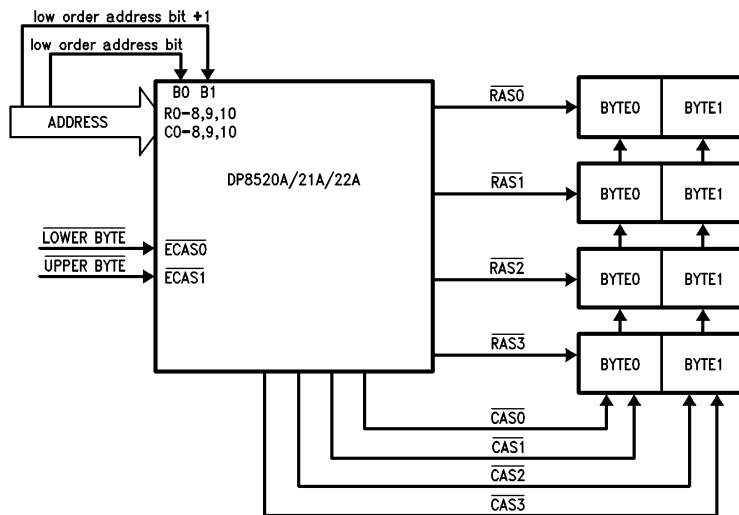 low order address bit +1
low order address bit
B0 B1
R0-8,9,10
C0-8,9,10
ADDRESS
DP8520A/21A/22A
LOWER BYTE
UPPER BYTE
ECAS0
ECAS1
RAS0
RAS1
RAS2
RAS3
BYTE0 BYTE1
BYTE0 BYTE1
BYTE0 BYTE1
BYTE0 BYTE1
CAS0
CAS1
CAS2
CAS3